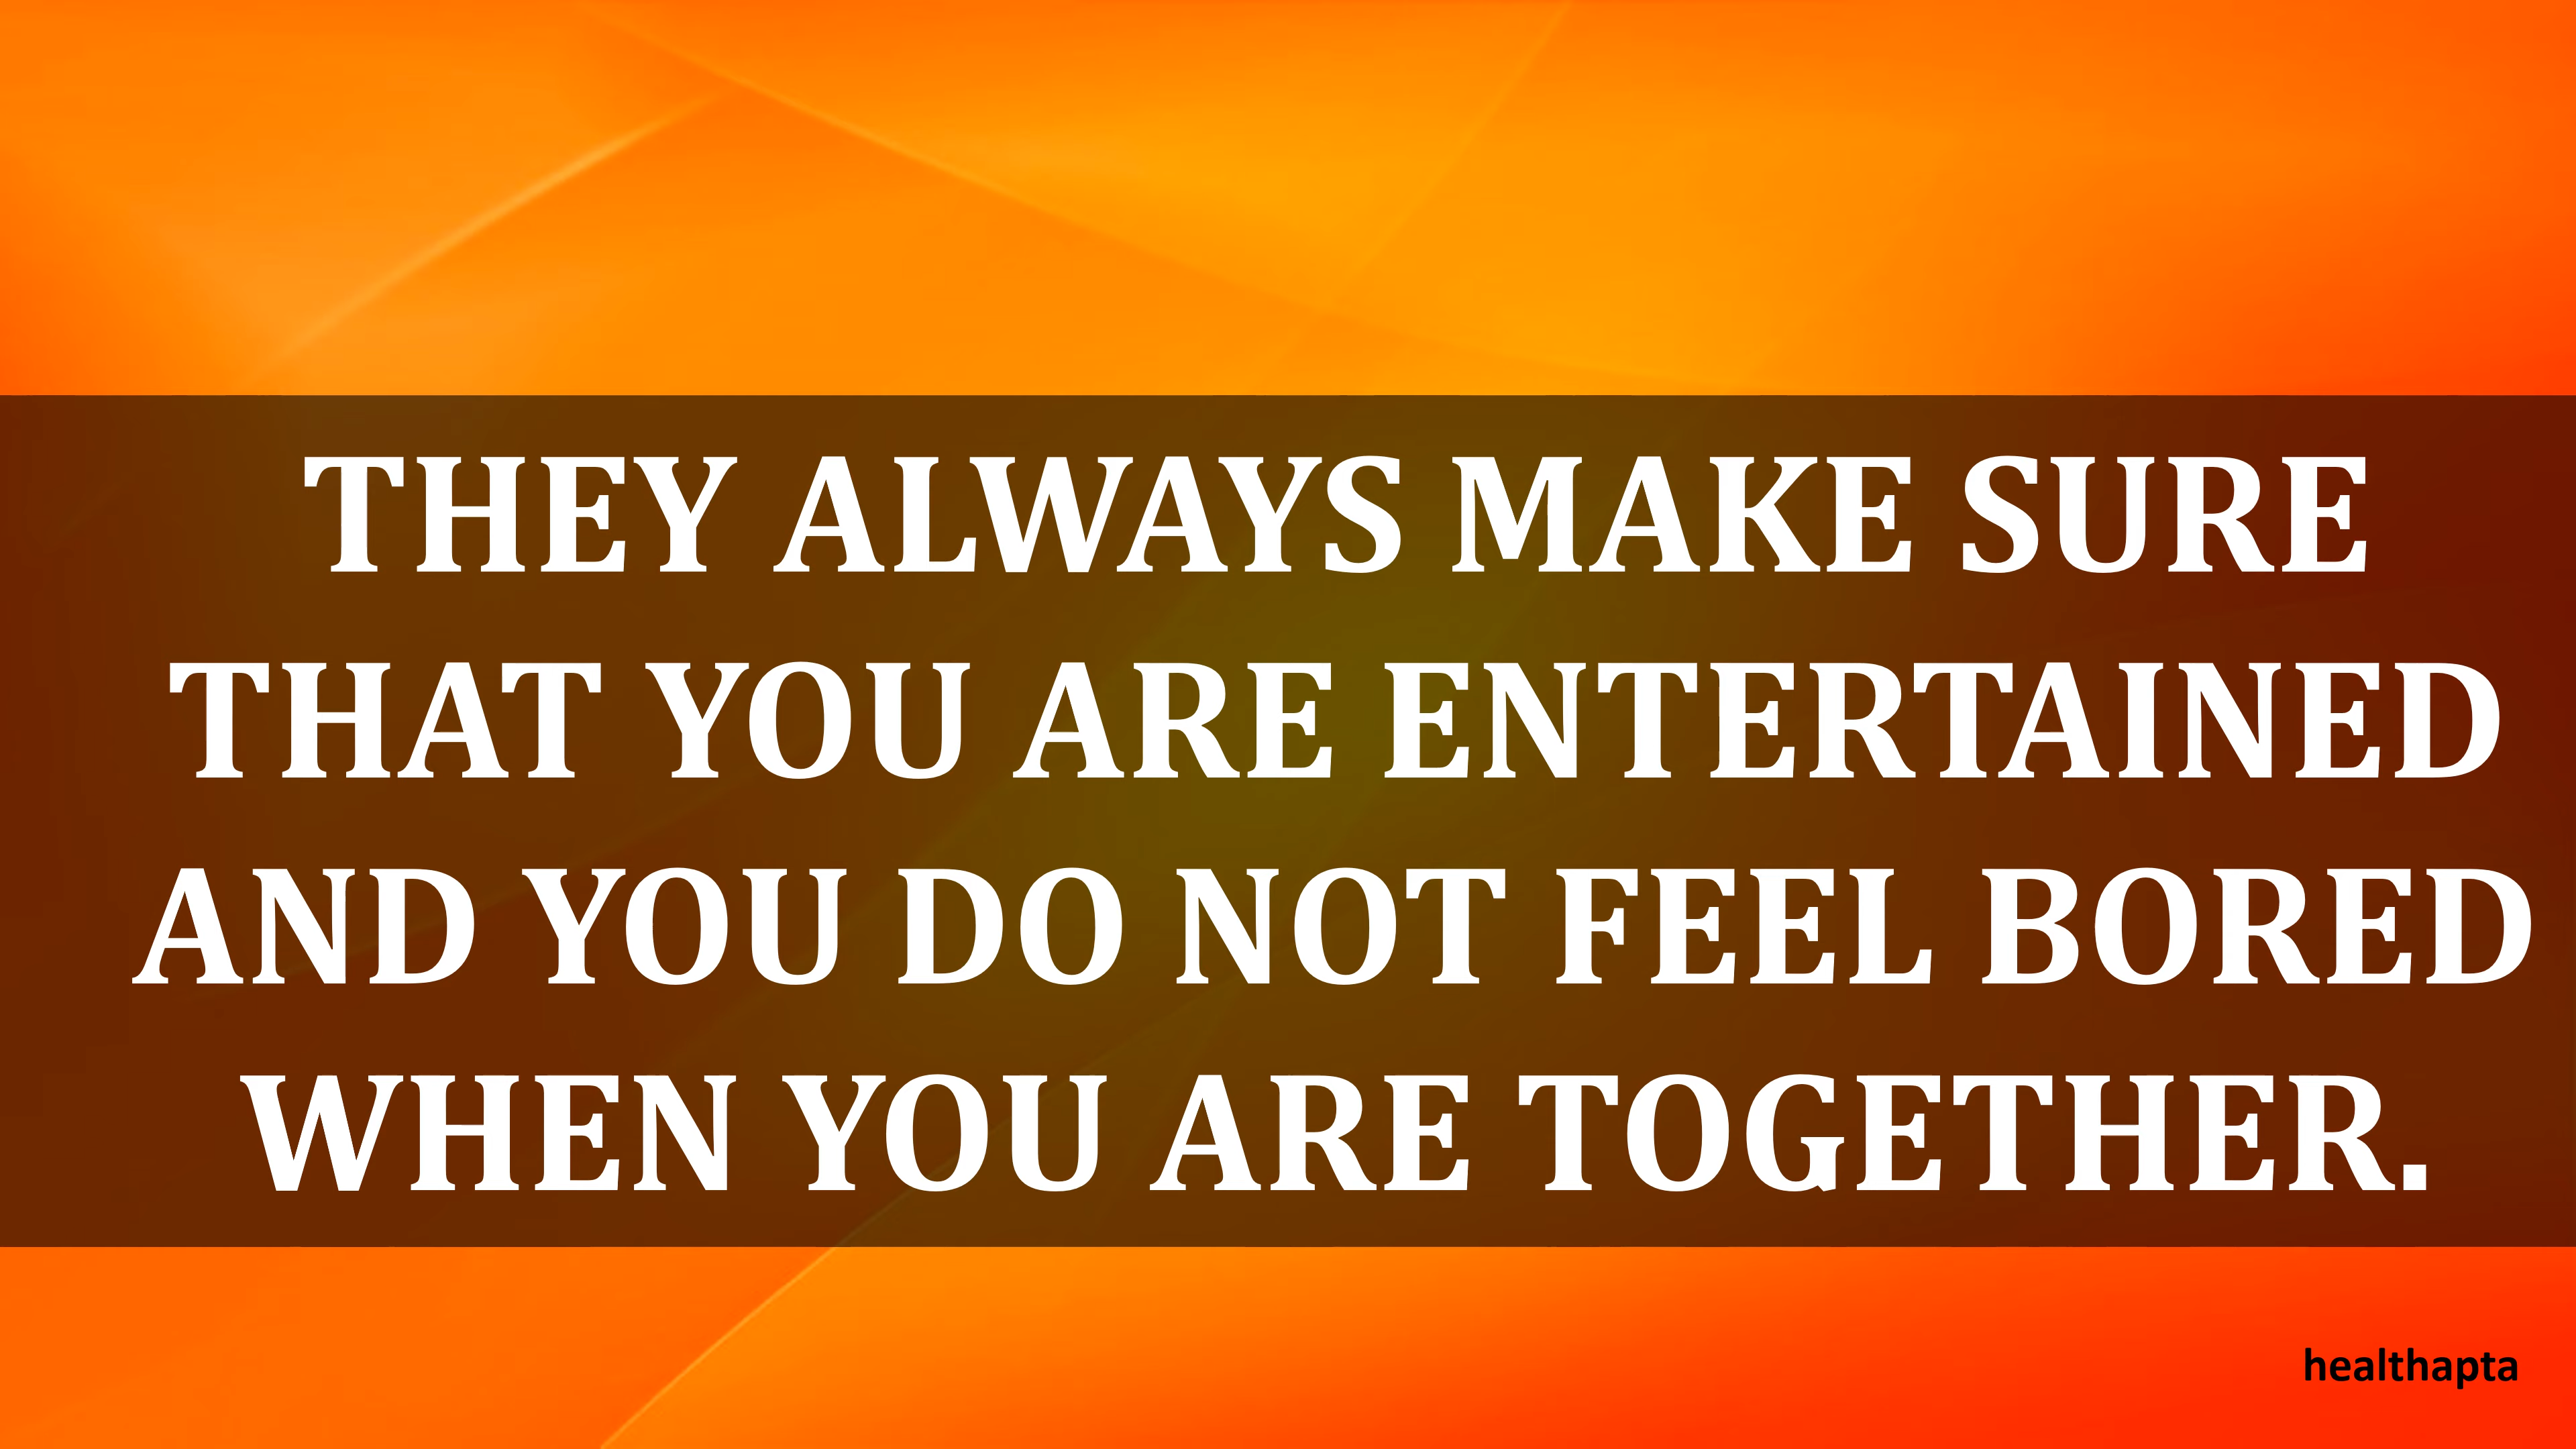 THEY ALWAYS MAKE SURE
THAT YOU ARE ENTERTAINED
AND YOU DO NOT FEEL BORED
WHEN YOU ARE TOGETHER.
healthapta